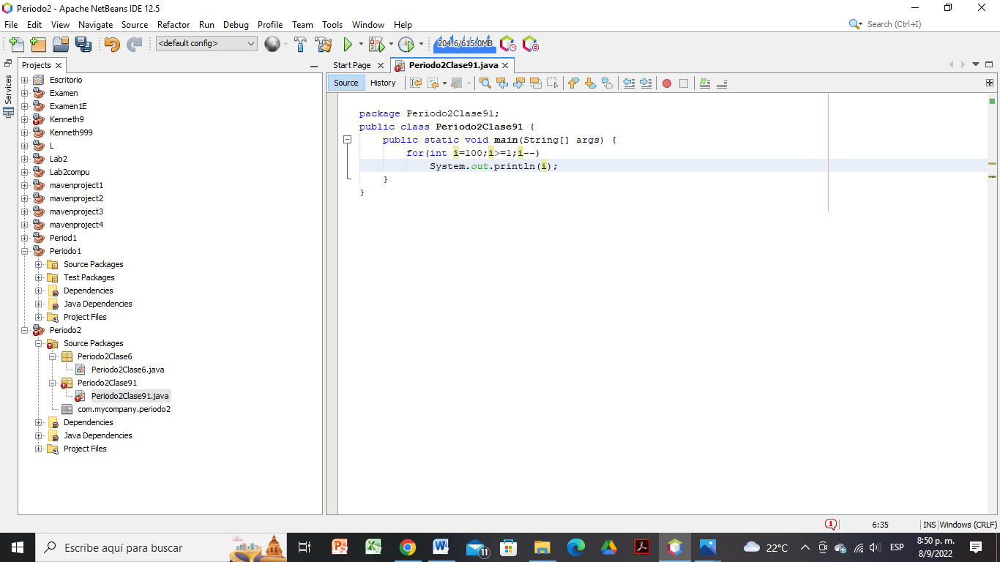 Periodo2 - Apache NetBeans IDE 12.5
File Edit View Navigate Source Refactor Run Debug Profile Team Tools Window Help
Search (Ctrl+I)
<default config>
204.6/615.0MB
Projects
Services
Escritorio
Examen
Examen1E
Kenneth9
Kenneth999
L
Lab2
Lab2compu
mavenproject1
mavenproject2
mavenproject3
mavenproject4
Period1
Periodo1
Source Packages
Test Packages
Dependencies
Java Dependencies
Project Files
Periodo2
Source Packages
Periodo2Clase6
Periodo2Clase6.java
Periodo2Clase91
Periodo2Clase91.java
com.mycompany.periodo2
Dependencies
Java Dependencies
Project Files
Start Page Periodo2Clase91.java
Source History
package Periodo2Clase91;
public class Periodo2Clase91 {
public static void main(String[] args) {
for(int i=100;i>=1;i--)
System.out.println(i);
}
}
1 6:35 INS Windows (CRLF)
Escribe aquí para buscar
11
22°C
ESP
8:50 p. m.
8/9/2022